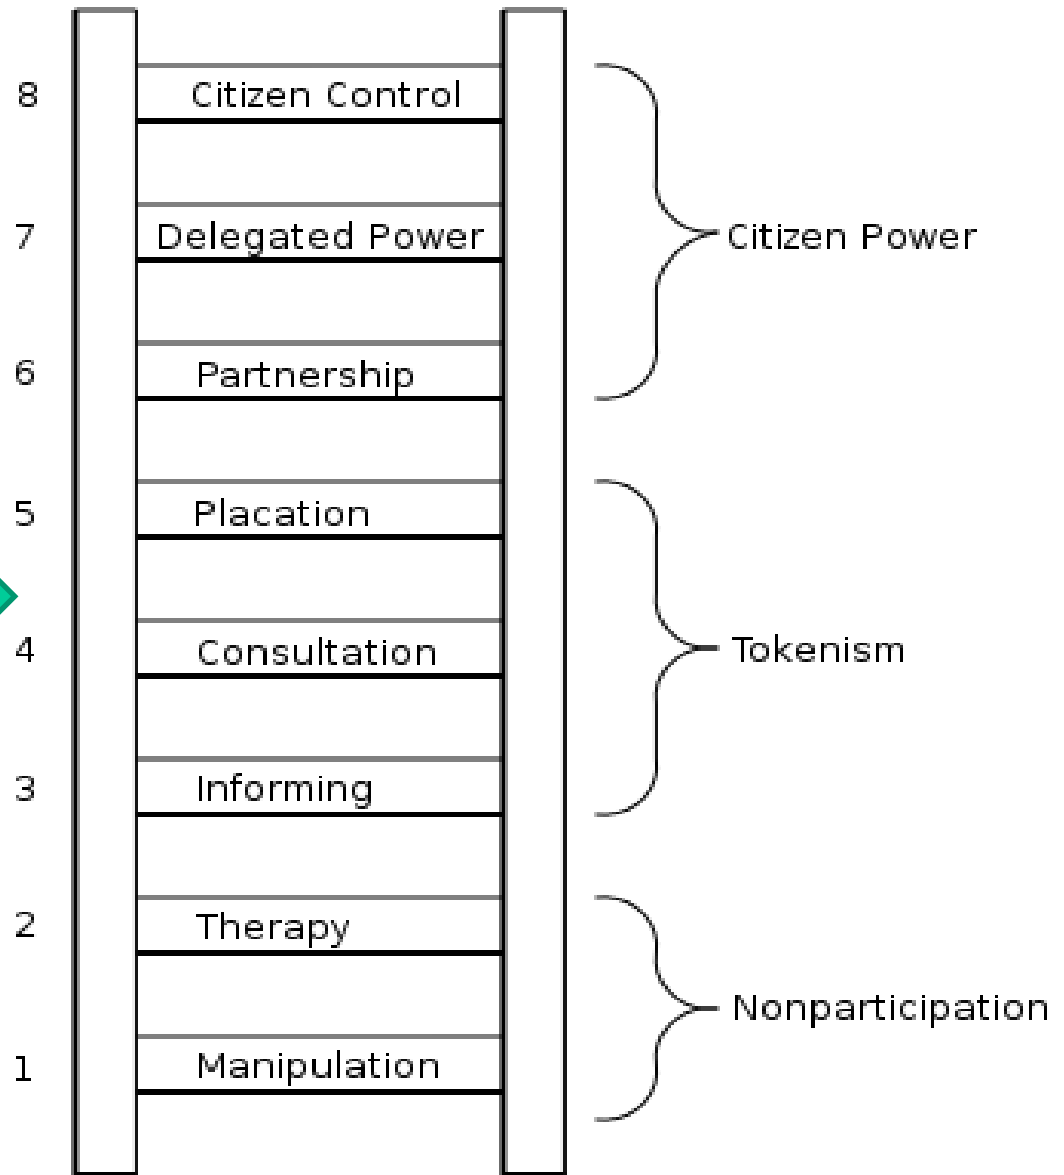 8 Citizen Control
7 Delegated Power Citizen Power
6 Partnership
5 Placation
4 Consultation Tokenism
3 Informing
2 Therapy
Nonparticipation
1 Manipulation